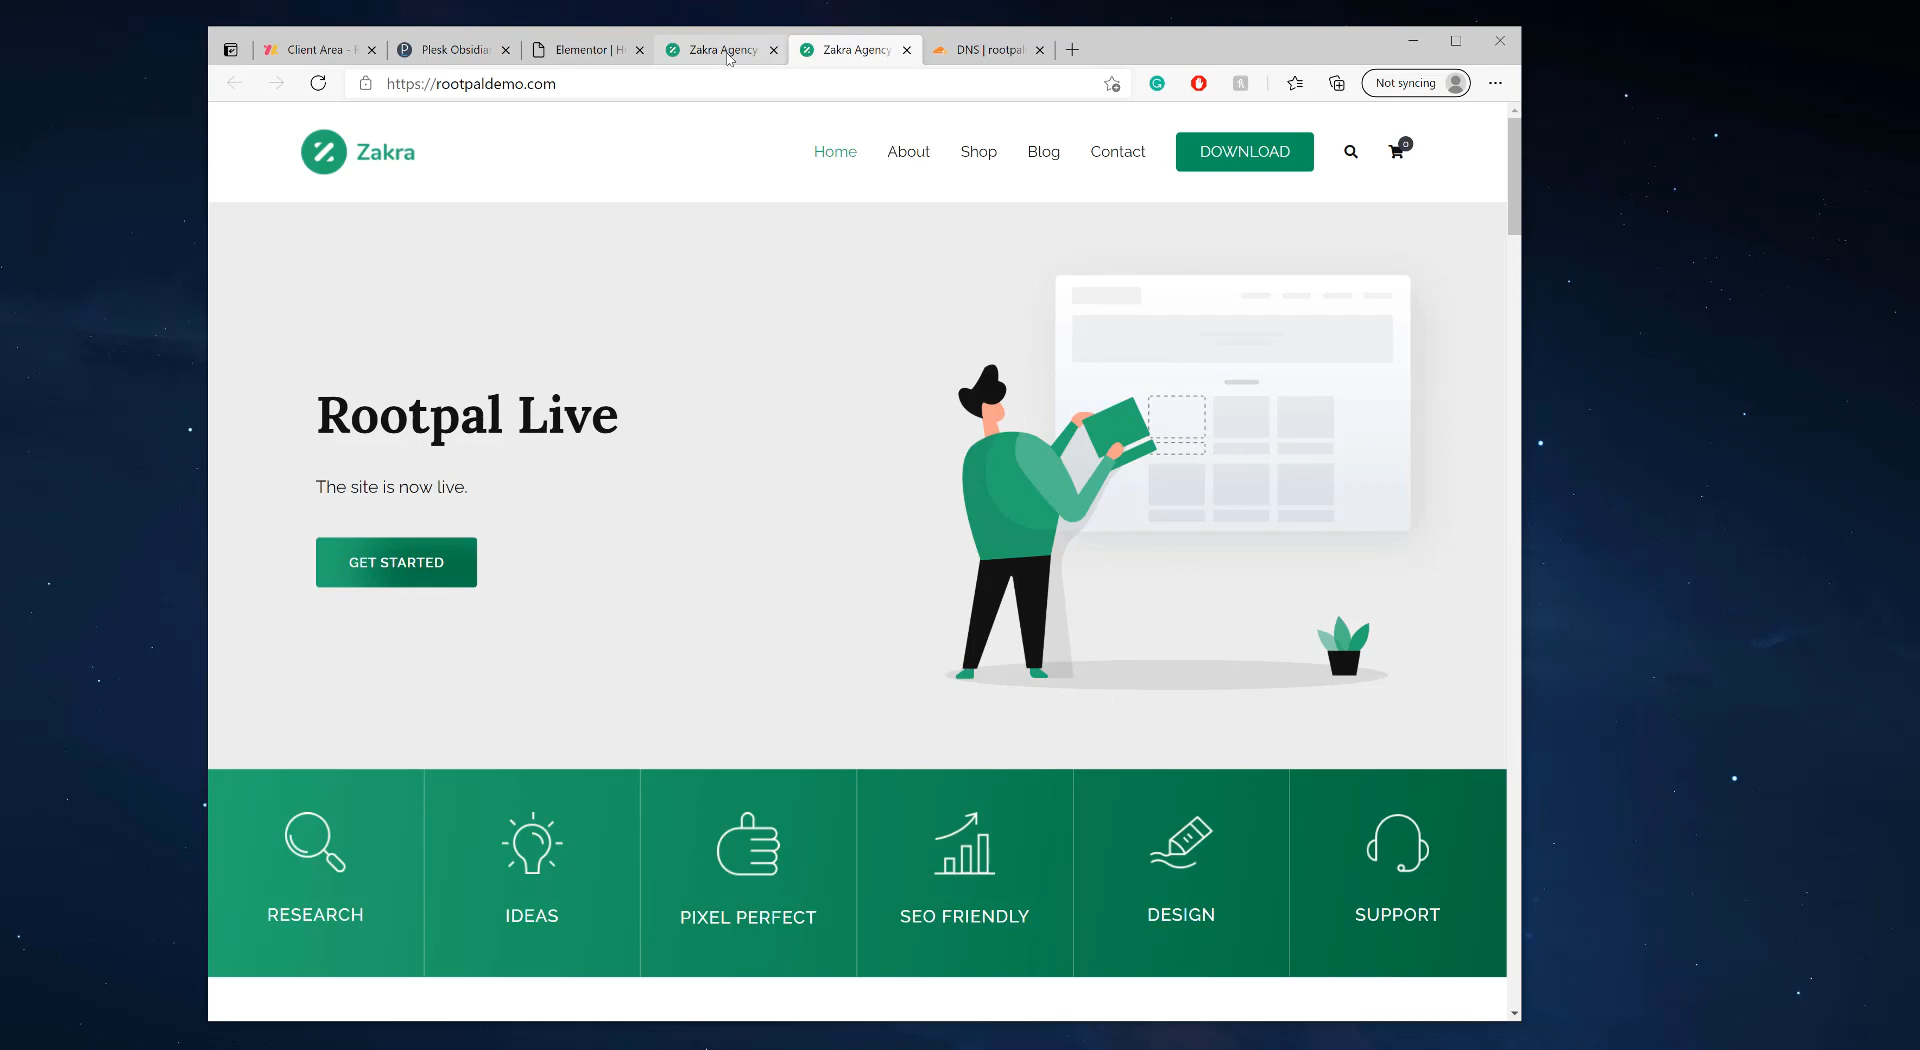 Client Area - R
Plesk Obsidian
Elementor | H
Zakra Agency
Zakra Agency
DNS | rootpal
https://rootpaldemo.com
Not syncing
Zakra
Home
About
Shop
Blog
Contact
DOWNLOAD
0
Rootpal Live
The site is now live.
GET STARTED
RESEARCH
IDEAS
PIXEL PERFECT
SEO FRIENDLY
DESIGN
SUPPORT